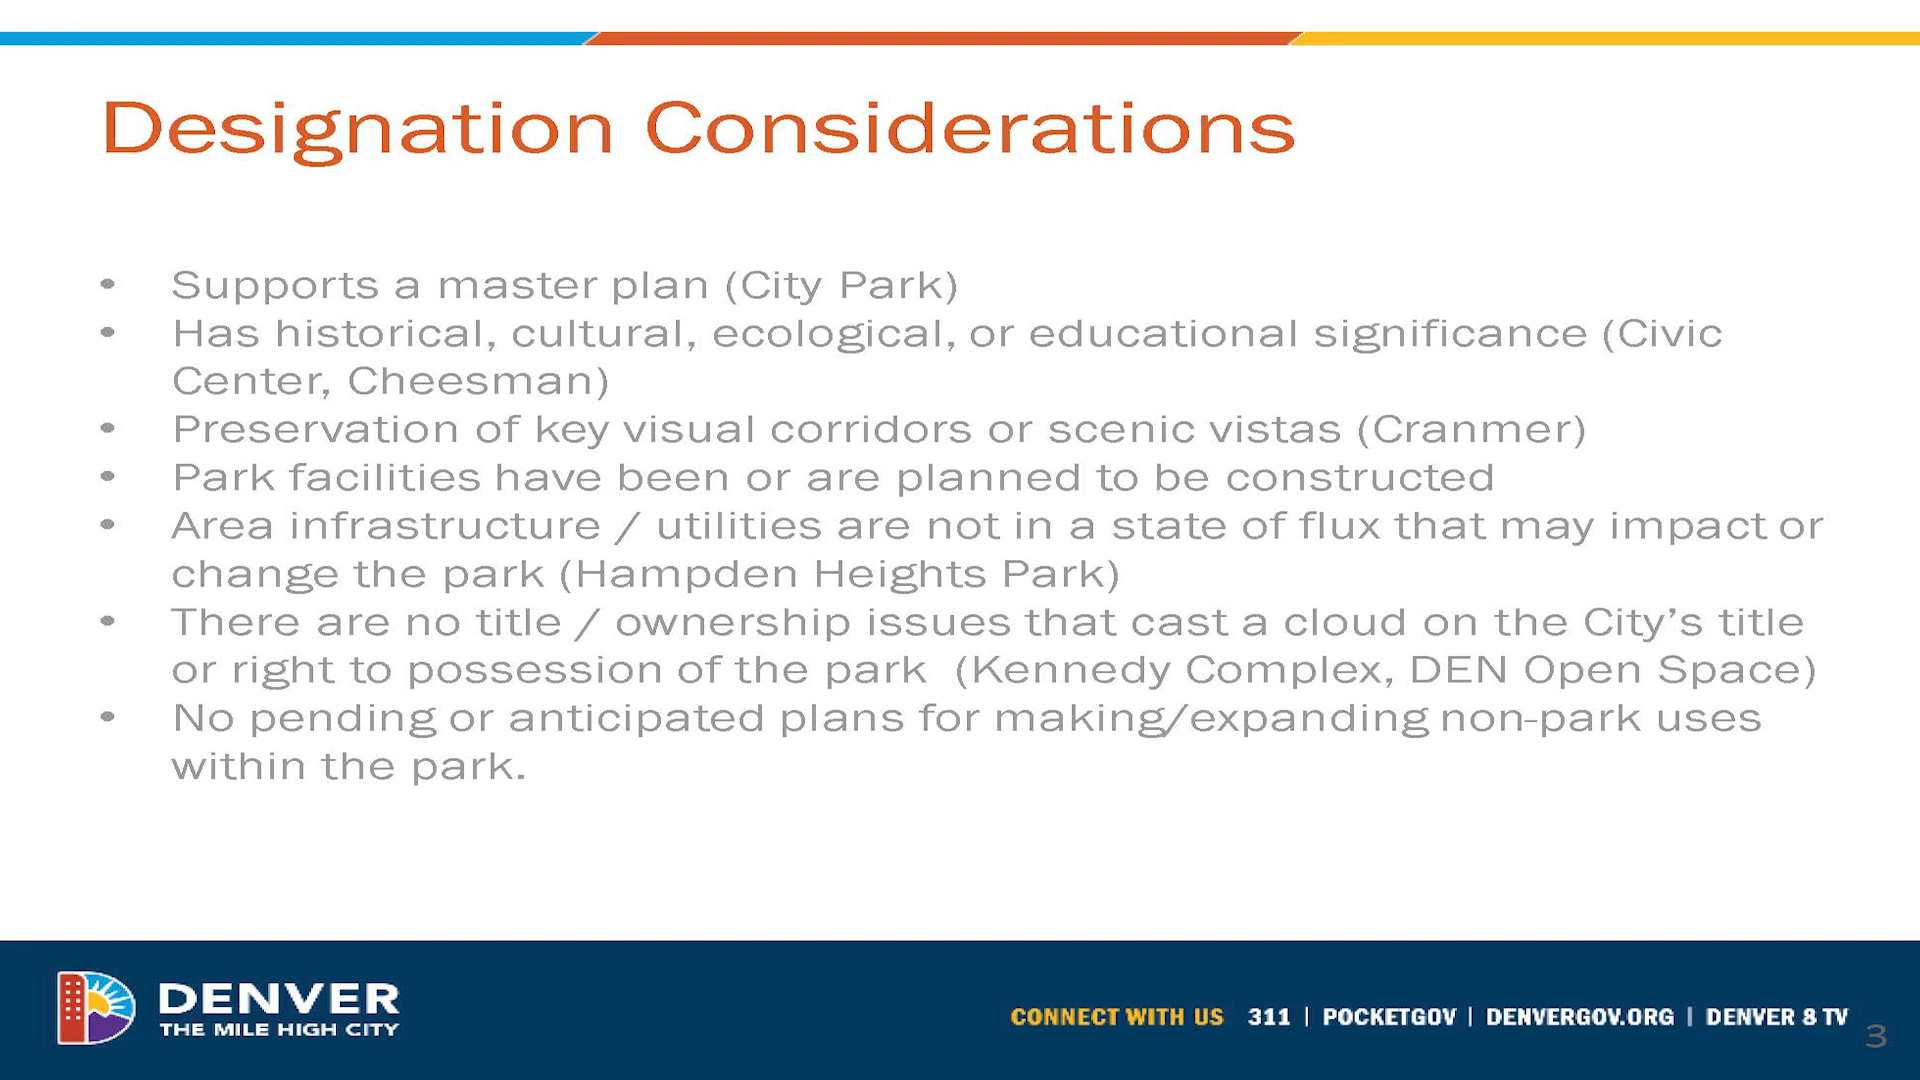 Designation Considerations
• Supports a master plan (City Park)
• Has historical, cultural, ecological, or educational significance (Civic
Center, Cheesman)
• Preservation of key visual corridors or scenic vistas (Cranmer)
• Park facilities have been or are planned to be constructed
• Area infrastructure / utilities are not in a state of flux that may impact or
change the park (Hampden Heights Park)
• There are no title / ownership issues that cast a cloud on the City’s title
or right to possession of the park (Kennedy Complex, DEN Open Space)
• No pending or anticipated plans for making/expanding non-park uses
within the park.
DENVER
THE MILE HIGH CITY
CONNECT WITH US 311 | POCKETGOV | DENVERGOV.ORG | DENVER 8 TV
3